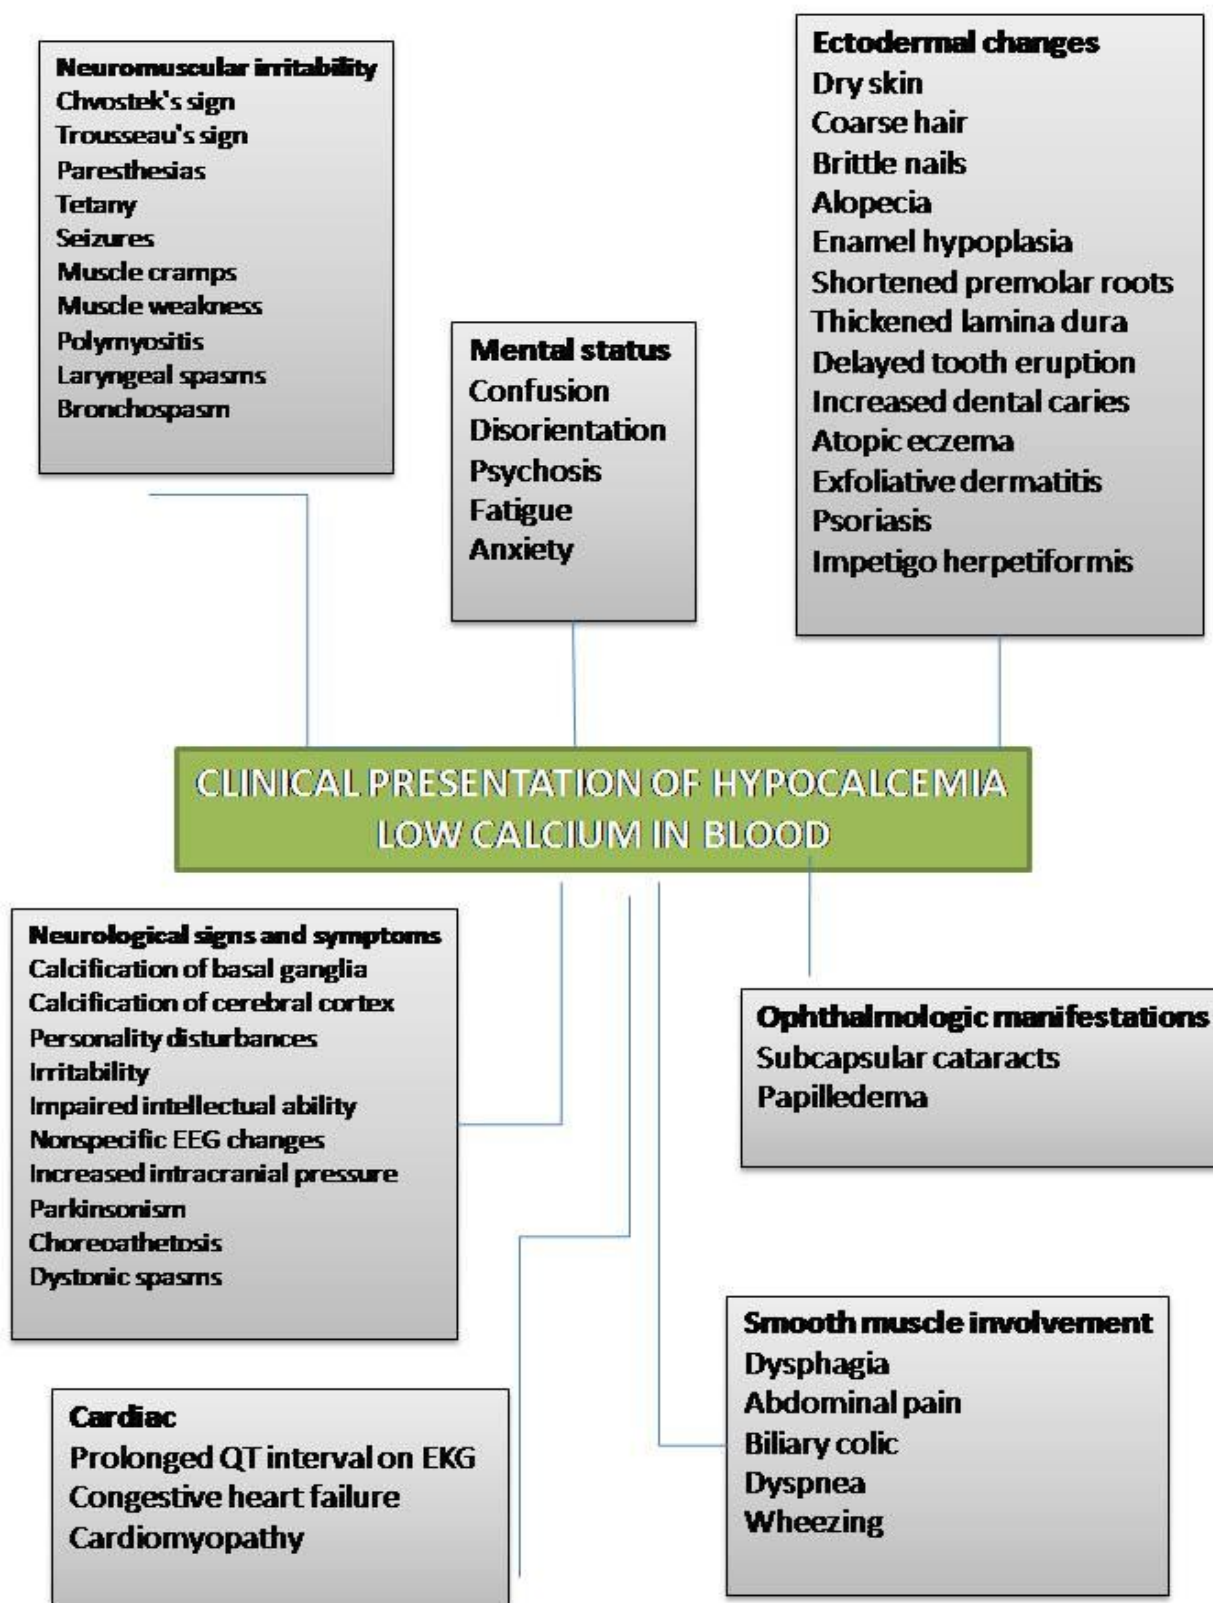 Neuromuscular irritability
Chvostek's sign
Trousseau's sign
Paresthesias
Tetany
Seizures
Muscle cramps
Muscle weakness
Polymyositis
Laryngeal spasms
Bronchospasm
Mental status
Confusion
Disorientation
Psychosis
Fatigue
Anxiety
Ectodermal changes
Dry skin
Coarse hair
Brittle nails
Alopecia
Enamel hypoplasia
Shortened premolar roots
Thickened lamina dura
Delayed tooth eruption
Increased dental caries
Atopic eczema
Exfoliative dermatitis
Psoriasis
Impetigo herpetiformis
CLINICAL PRESENTATION OF HYPOCALCEMIA
LOW CALCIUM IN BLOOD
Neurological signs and symptoms
Calcification of basal ganglia
Calcification of cerebral cortex
Personality disturbances
Irritability
Impaired intellectual ability
Nonspecific EEG changes
Increased intracranial pressure
Parkinsonism
Choreoathetosis
Dystonic spasms
Ophthalmologic manifestations
Subcapsular cataracts
Papilledema
Cardiac
Prolonged QT interval on EKG
Congestive heart failure
Cardiomyopathy
Smooth muscle involvement
Dysphagia
Abdominal pain
Biliary colic
Dyspnea
Wheezing